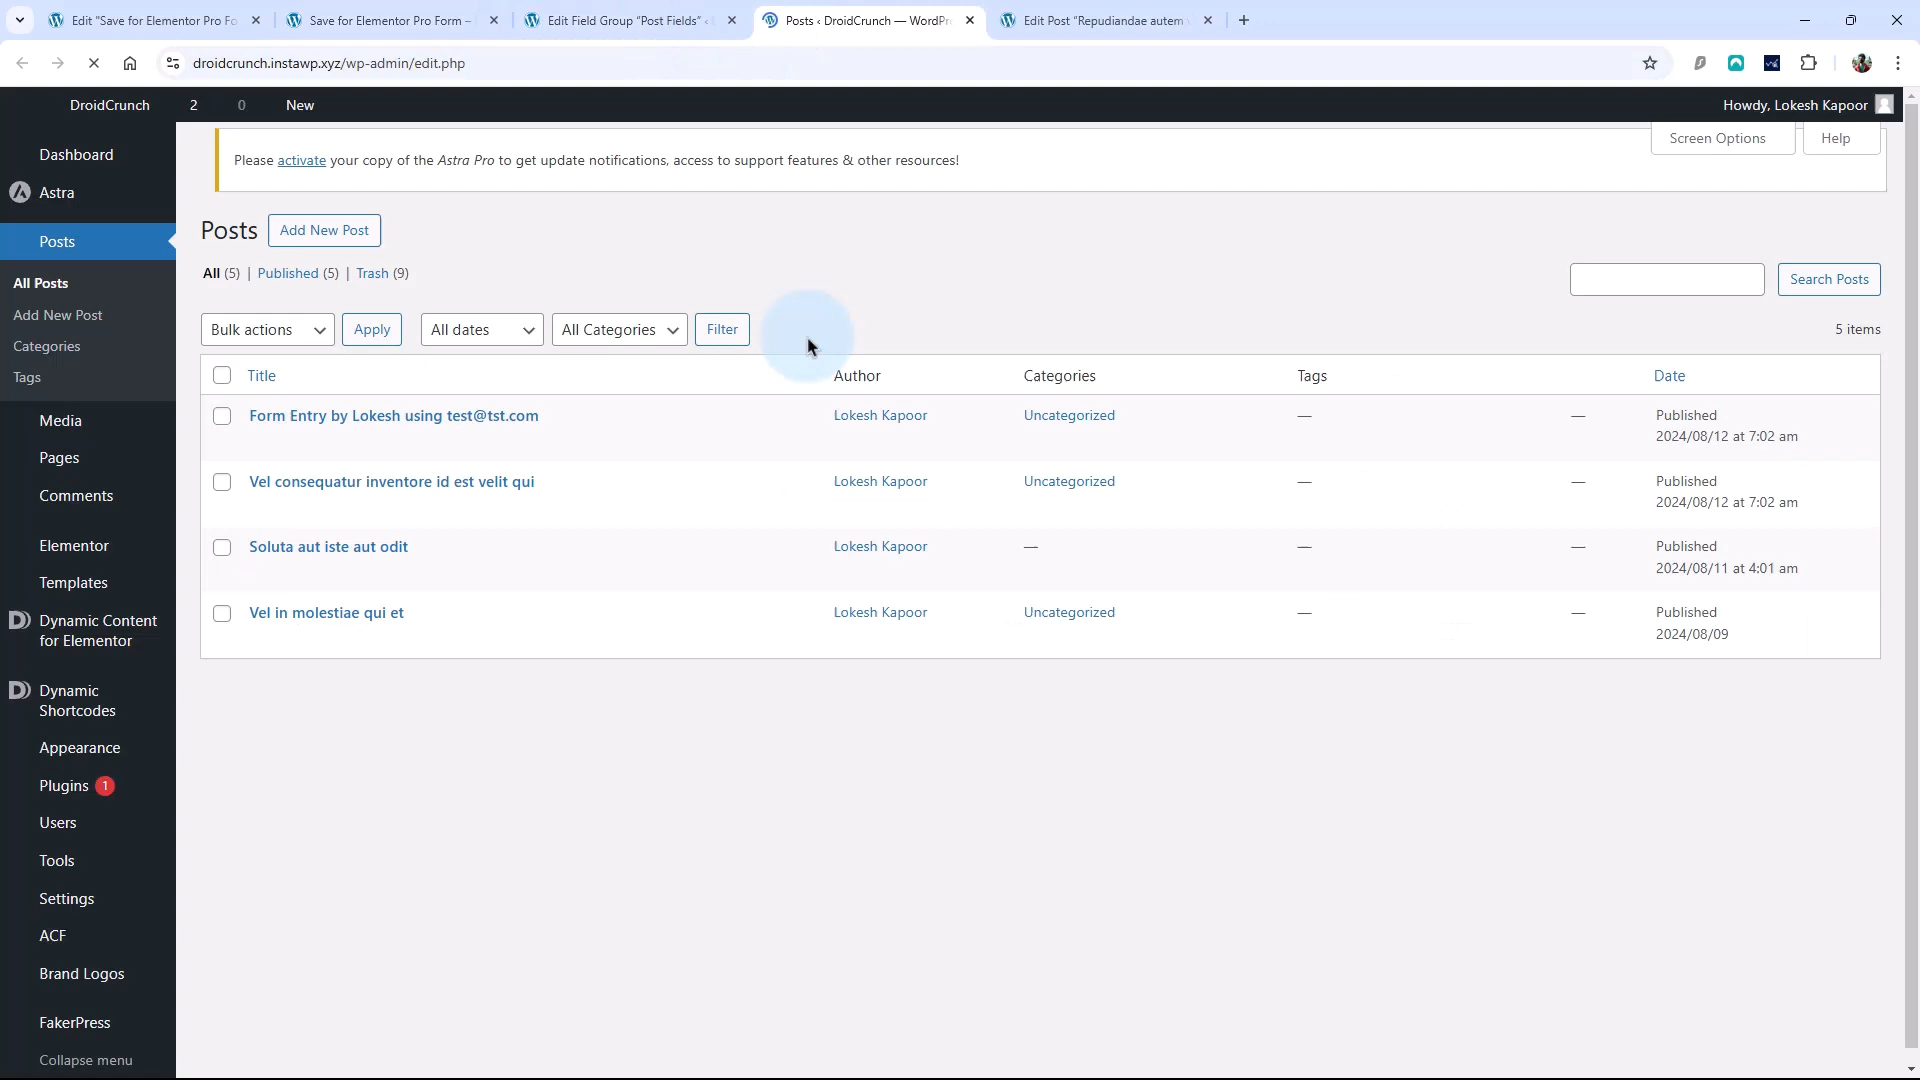 Edit "Save for Elementor Pro Fo
Save for Elementor Pro Form –
Edit Field Group "Post Fields" ‹
Posts ‹ DroidCrunch — WordPr
Edit Post "Repudiandae autem
droidcrunch.instawp.xyz/wp-admin/edit.php
DroidCrunch 2 0 New
Howdy, Lokesh Kapoor
Dashboard
Astra
Posts
All Posts
Add New Post
Categories
Tags
Media
Pages
Comments
Elementor
Templates
Dynamic Content
for Elementor
Dynamic
Shortcodes
Appearance
Plugins 1
Users
Tools
Settings
ACF
Brand Logos
FakerPress
Collapse menu
Please activate your copy of the Astra Pro to get update notifications, access to support features & other resources!
Screen Options
Help
Posts
Add New Post
All (5) | Published (5) | Trash (9)
Search Posts
Bulk actions
Apply
All dates
All Categories
Filter
5 items
Title Author Categories Tags Date
Form Entry by Lokesh using test@tst.com Lokesh Kapoor Uncategorized — — Published
2024/08/12 at 7:02 am
Vel consequatur inventore id est velit qui Lokesh Kapoor Uncategorized — — Published
2024/08/12 at 7:02 am
Soluta aut iste aut odit Lokesh Kapoor — — — Published
2024/08/11 at 4:01 am
Vel in molestiae qui et Lokesh Kapoor Uncategorized — — Published
2024/08/09